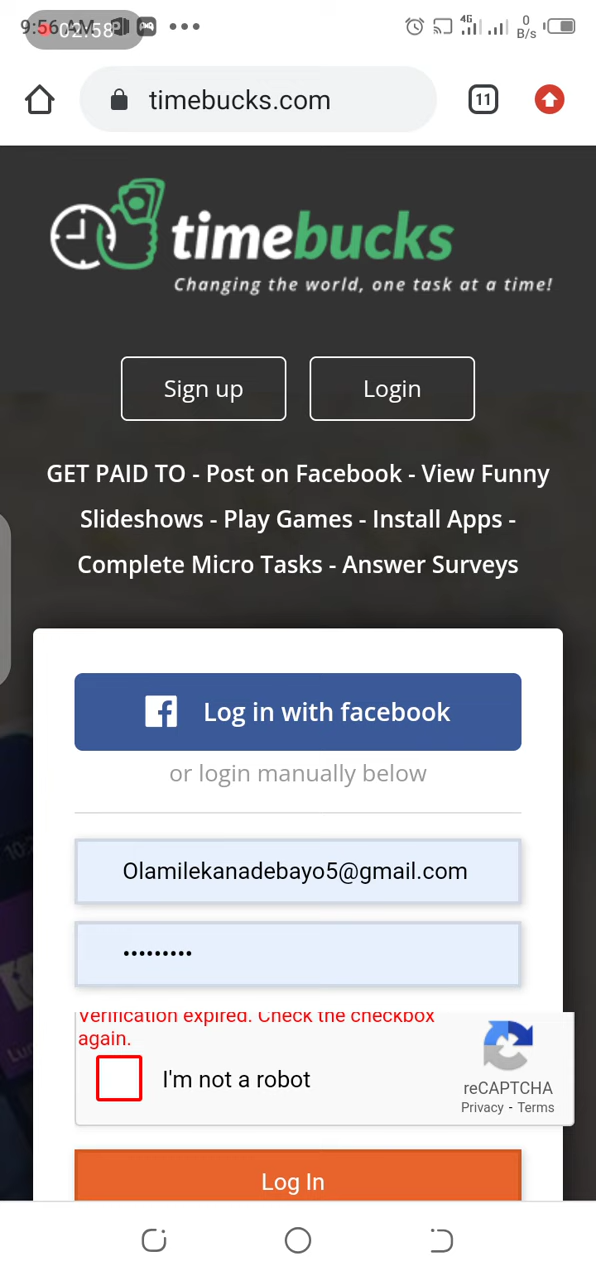 9:56 AM
02:58
4G
0
B/s
timebucks.com
11
timebucks
Changing the world, one task at a time!
Sign up
Login
GET PAID TO - Post on Facebook - View Funny
Slideshows - Play Games - Install Apps -
Complete Micro Tasks - Answer Surveys
Log in with facebook
or login manually below
Olamilekanadebayo5@gmail.com
•••••••••
Verification expired. Check the checkbox
again.
I'm not a robot
reCAPTCHA
Privacy - Terms
Log In